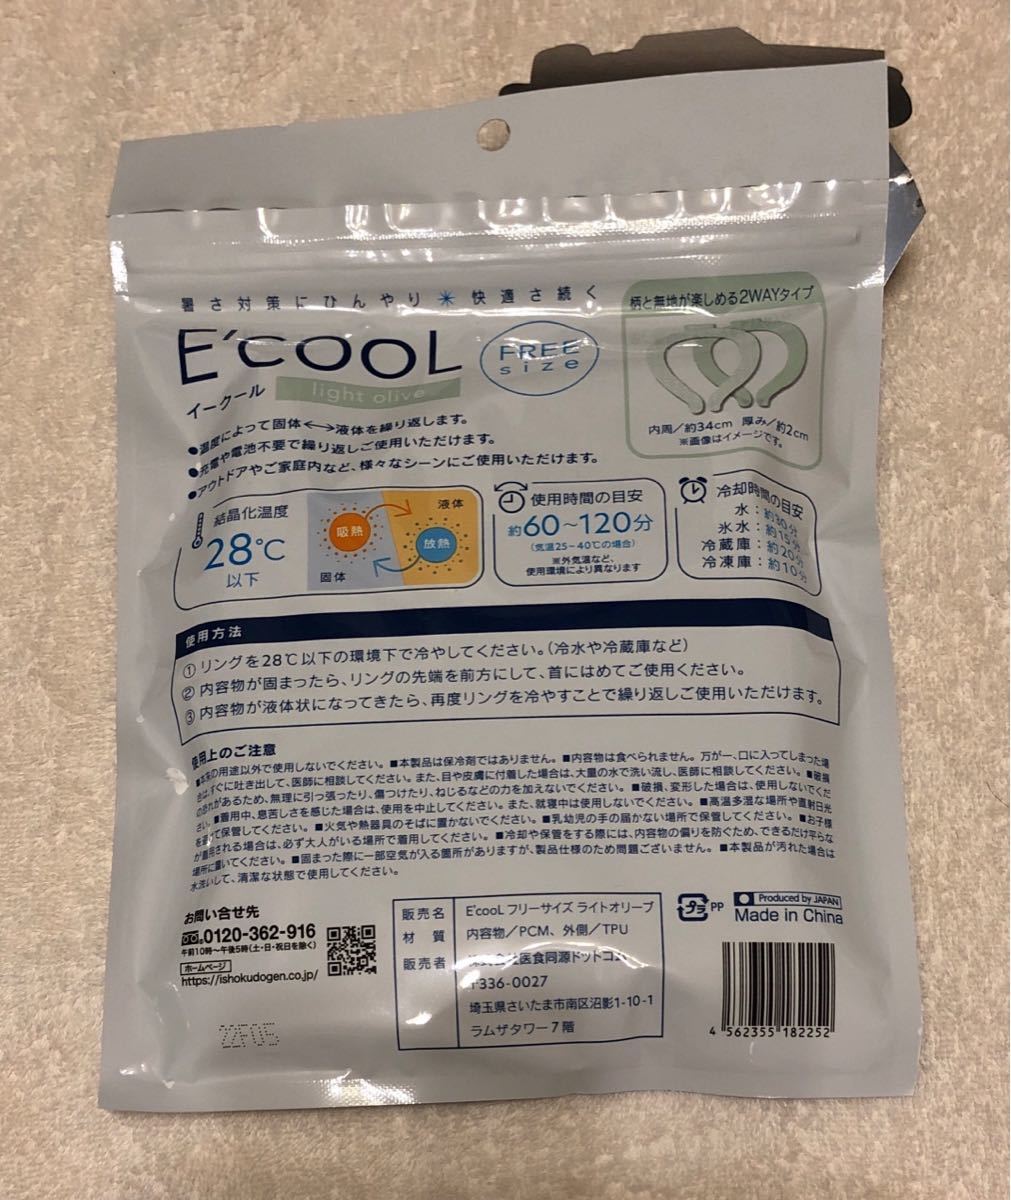 暑さ対策にひんやり＊快適さ続く
E'COOL
light olive
イークール
FREE
size
柄と無地が楽しめる2WAYタイプ
内周／約34cm 厚み／約2cm
※画像はイメージです。
●温度によって固体⟷液体を繰り返します。
●充電や電池不要で繰り返しご使用いただけます。
●アウトドアやご家庭内など、様々なシーンにご使用いただけます。
結晶化温度
28℃
以下
吸熱
液体
放熱
固体
使用時間の目安
約60〜120分
(気温25〜40℃の場合)
※外気温など、
使用環境により異なります
冷却時間の目安
水：約30分
氷水：約15分
冷蔵庫：約20分
冷凍庫：約10分
使用方法
① リングを28℃以下の環境下で冷やしてください。(冷水や冷蔵庫など)
② 内容物が固まったら、リングの先端を前方にして、首にはめてご使用ください。
③ 内容物が液体状になってきたら、再度リングを冷やすことで繰り返しご使用いただけます。
使用上のご注意
■本来の用途以外で使用しないでください。■本製品は保冷剤ではありません。■内容物は食べられません。万が一、口に入ってしまった場
合は、すぐに吐き出して、医師に相談してください。また、目や皮膚に付着した場合は、大量の水で洗い流し、医師に相談してください。■破損
の恐れがあるため、無理に引っ張ったり、傷つけたり、ねじるなどの力を加えないでください。■破損、変形した場合は、使用しないでくだ
さい。■着用中、息苦しさを感じた場合は、使用を中止してください。また、就寝中は使用しないでください。■高温多湿な場所や直射日光
を避けて保管してください。■火気や熱器具のそばに置かないでください。■乳幼児の手の届かない場所で保管してください。■お子様
が着用される場合は、必ず大人がいる場所で着用してください。■冷却や保管をする際には、内容物の偏りを防ぐため、できるだけ平らな
場所に置いてください。■固まった際に一部空気が入る箇所がありますが、製品仕様のため問題ございません。■本製品が汚れた場合は
水洗いして、清潔な状態で使用してください。
お問い合せ先
0120-362-916
午前10時〜午後5時(土・日・祝日を除く)
ホームページ
https://ishokudogen.co.jp/
販売名 E'cooL フリーサイズ ライトオリーブ
材質 内容物／PCM、外側／TPU
販売者 株式会社医食同源ドットコム
〒336-0027
埼玉県さいたま市南区沼影1-10-1
ラムザタワー7階
プラ PP
Produced by JAPAN
Made in China
4 562355 182252
22F05